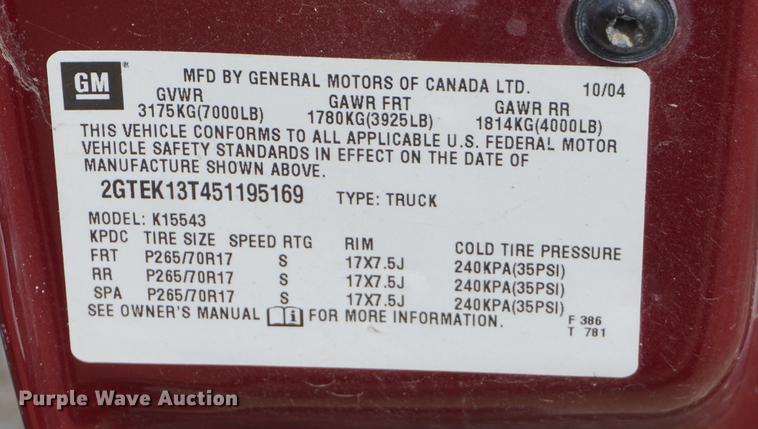 GM ® MFD BY GENERAL MOTORS OF CANADA LTD. 10/04
GVWR GAWR FRT GAWR RR
3175KG(7000LB) 1780KG(3925LB) 1814KG(4000LB)
THIS VEHICLE CONFORMS TO ALL APPLICABLE U.S. FEDERAL MOTOR
VEHICLE SAFETY STANDARDS IN EFFECT ON THE DATE OF
MANUFACTURE SHOWN ABOVE.
2GTEK13T451195169 TYPE: TRUCK
MODEL: K15543
KPDC TIRE SIZE SPEED RTG RIM COLD TIRE PRESSURE
FRT P265/70R17 S 17X7.5J 240KPA(35PSI)
RR P265/70R17 S 17X7.5J 240KPA(35PSI)
SPA P265/70R17 S 17X7.5J 240KPA(35PSI)
SEE OWNER'S MANUAL i FOR MORE INFORMATION. F 386
T 781
Purple Wave Auction